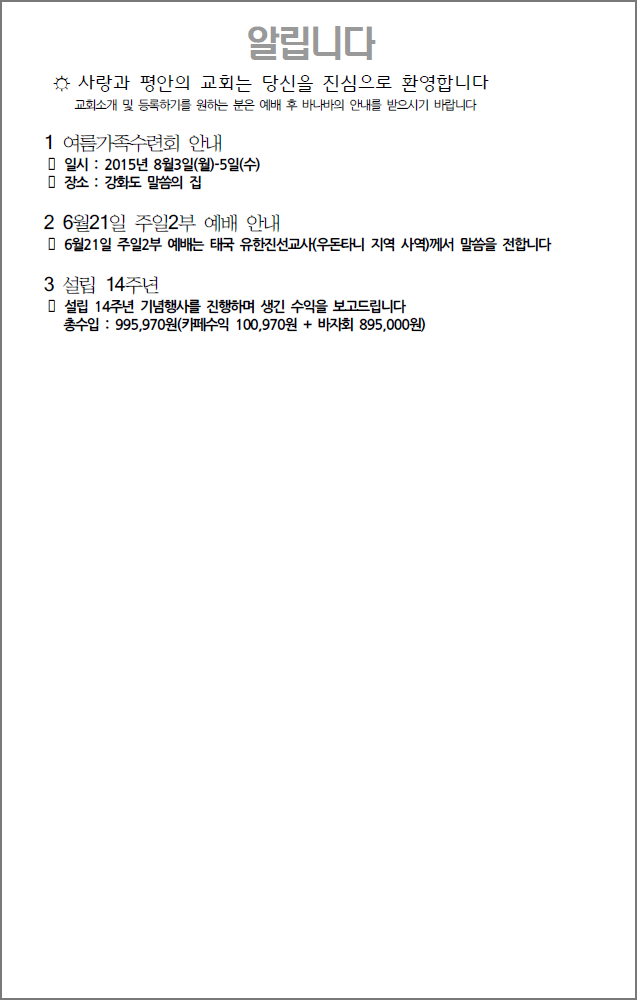 알립니다
☼ 사랑과 평안의 교회는 당신을 진심으로 환영합니다
교회소개 및 등록하기를 원하는 분은 예배 후 바나바의 안내를 받으시기 바랍니다
1 여름가족수련회 안내
▯ 일시 : 2015년 8월3일(월)-5일(수)
▯ 장소 : 강화도 말씀의 집
2 6월21일 주일2부 예배 안내
▯ 6월21일 주일2부 예배는 태국 유한진선교사(우돈타니 지역 사역)께서 말씀을 전합니다
3 설립 14주년
▯ 설립 14주년 기념행사를 진행하며 생긴 수익을 보고드립니다
총수입 : 995,970원(카페수익 100,970원 + 바자회 895,000원)